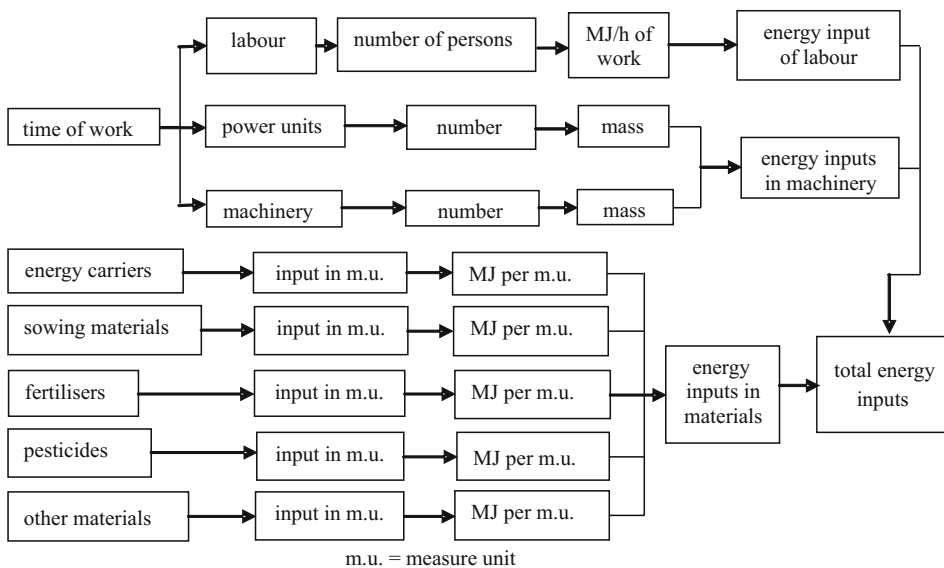 labour
number of persons
MJ/h of
work
energy input
of labour
time of work
power units
number
mass
energy inputs
in machinery
machinery
number
mass
energy carriers
input in m.u.
MJ per m.u.
sowing materials
input in m.u.
MJ per m.u.
fertilisers
input in m.u.
MJ per m.u.
energy
inputs in
materials
total energy
inputs
pesticides
input in m.u.
MJ per m.u.
other materials
input in m.u.
MJ per m.u.
m.u. = measure unit